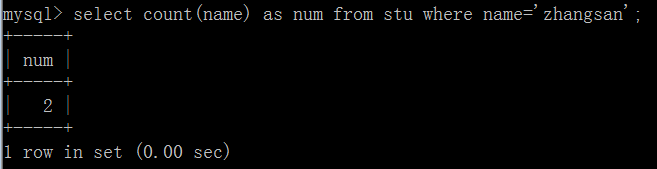 mysql> select count(name) as num from stu where name='zhangsan';
+-----+
| num |
+-----+
|   2 |
+-----+
1 row in set (0.00 sec)